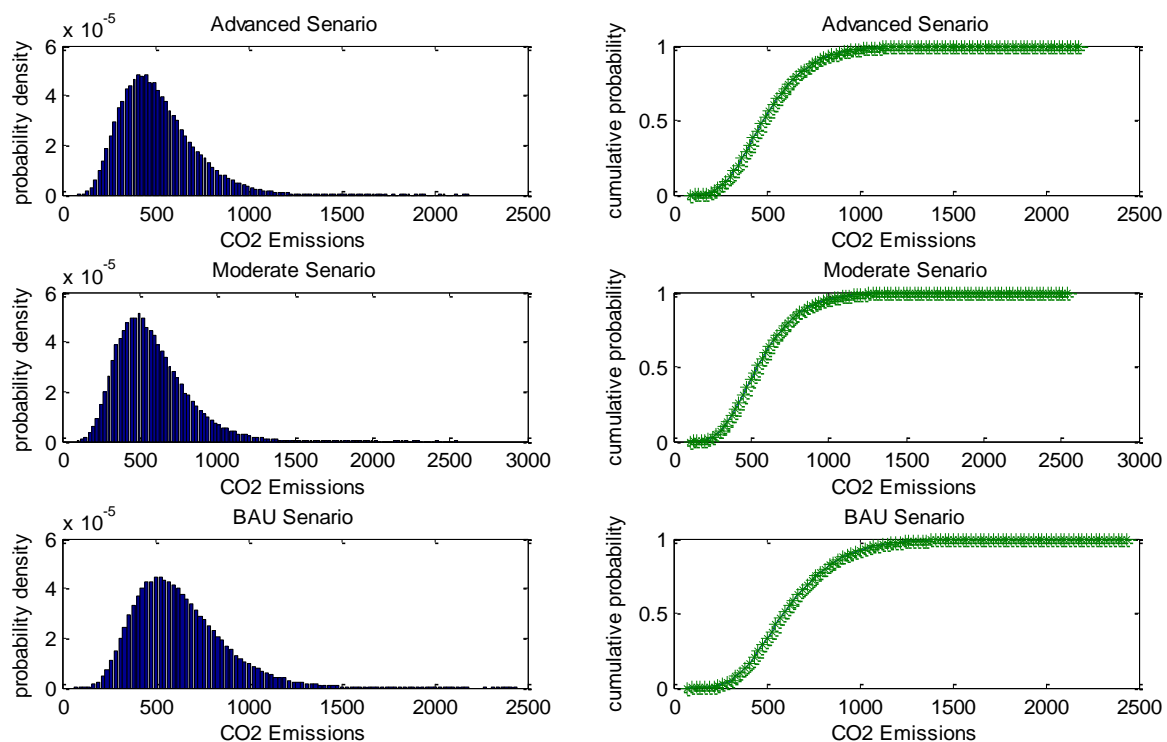 Advanced Senario
x 10-5
probability density
6
4
2
0
0 500 1000 1500 2000 2500
CO2 Emissions
Advanced Senario
cumulative probability
1
0.5
0
0 500 1000 1500 2000 2500
CO2 Emissions
Moderate Senario
x 10-5
probability density
6
4
2
0
0 500 1000 1500 2000 2500 3000
CO2 Emissions
Moderate Senario
cumulative probability
1
0.5
0
0 500 1000 1500 2000 2500 3000
CO2 Emissions
BAU Senario
x 10-5
probability density
6
4
2
0
0 500 1000 1500 2000 2500
CO2 Emissions
BAU Senario
cumulative probability
1
0.5
0
0 500 1000 1500 2000 2500
CO2 Emissions